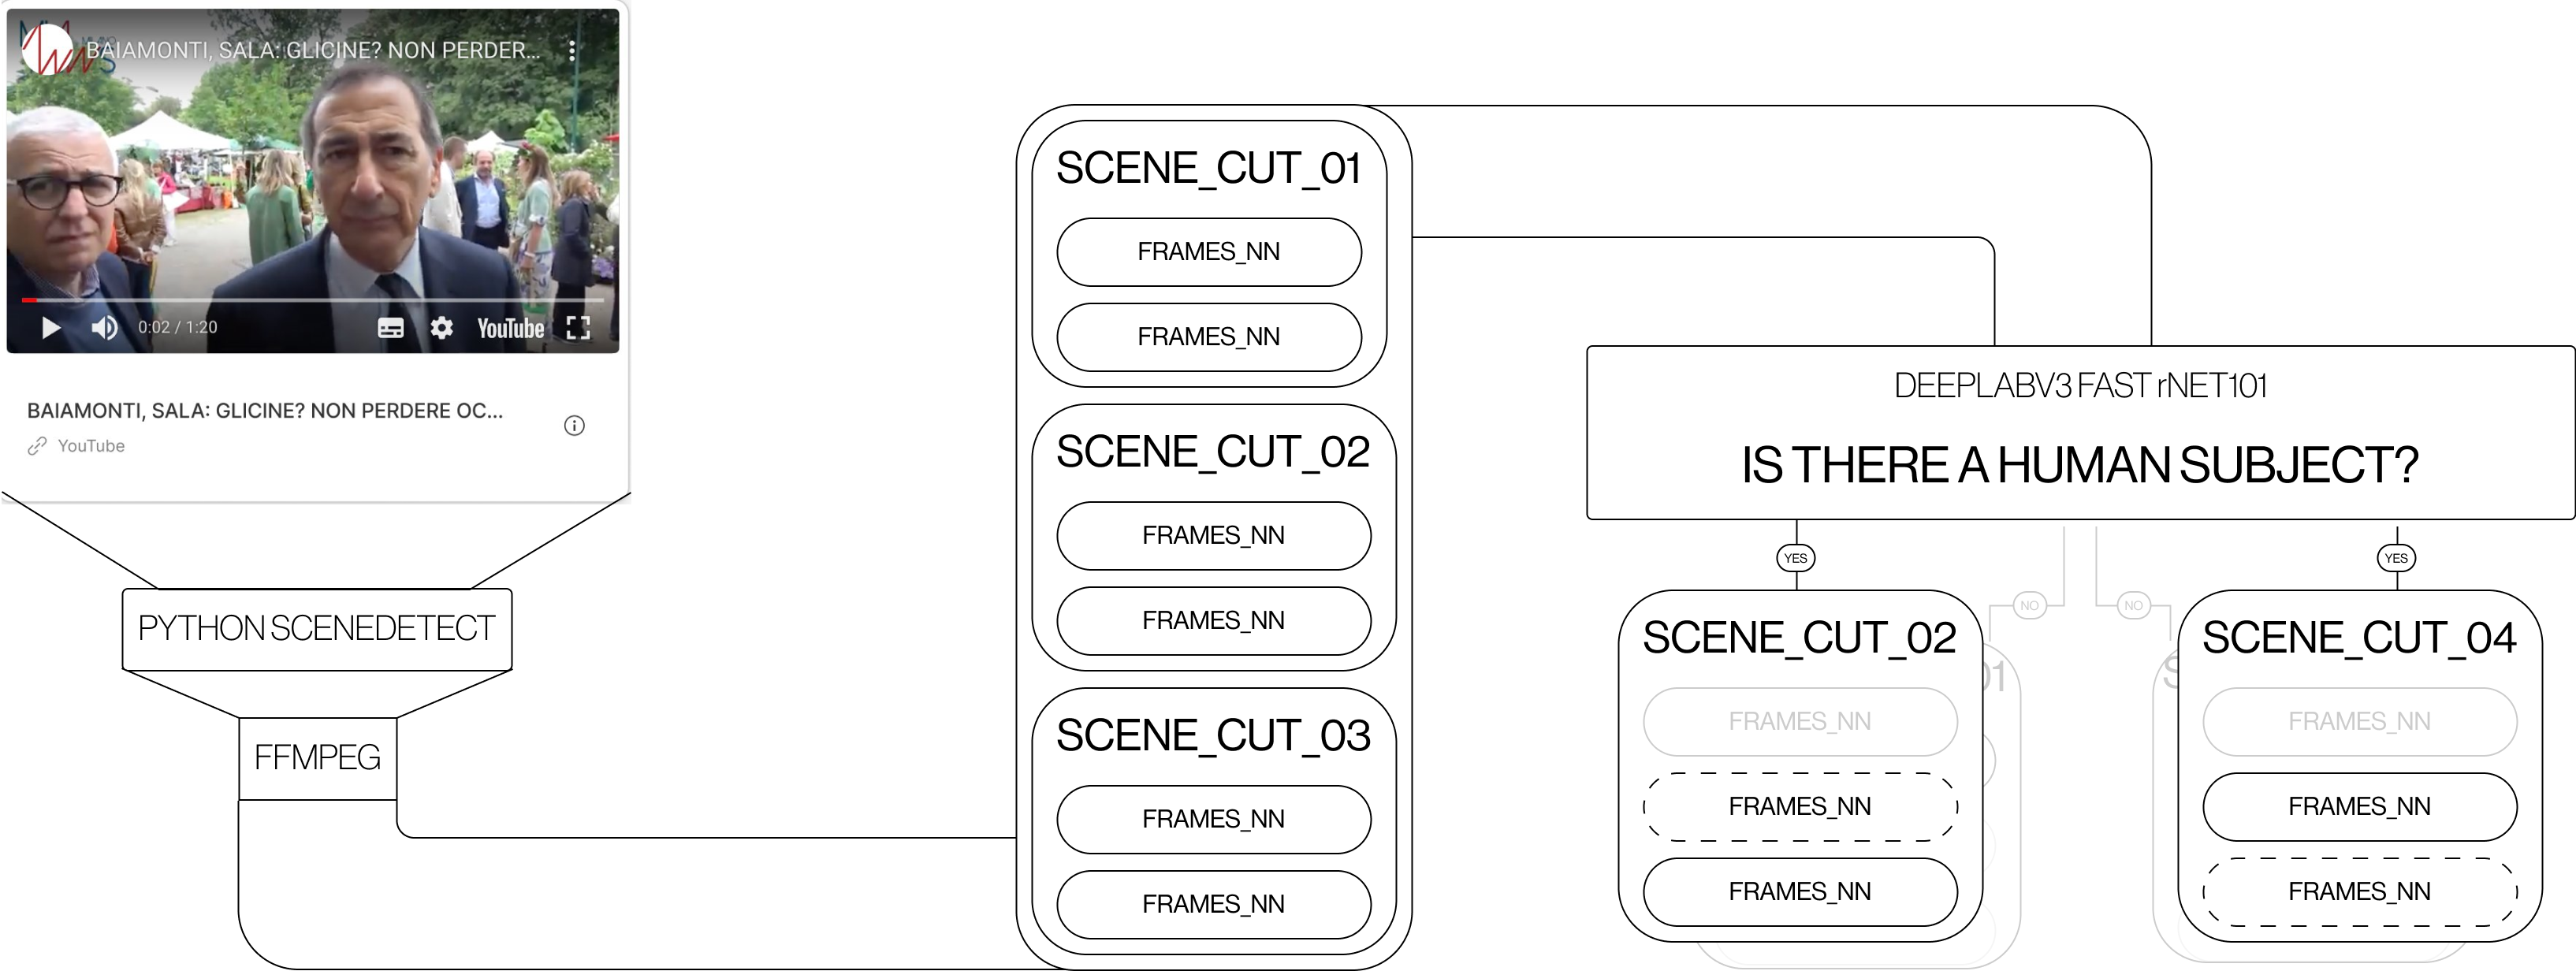 BAIAMONTI, SALA: GLICINE? NON PERDER...
0:02 / 1:20
YouTube
BAIAMONTI, SALA: GLICINE? NON PERDERE OC...
YouTube
PYTHON SCENEDETECT
FFMPEG
SCENE_CUT_01
FRAMES_NN
FRAMES_NN
SCENE_CUT_02
FRAMES_NN
FRAMES_NN
SCENE_CUT_03
FRAMES_NN
FRAMES_NN
DEEPLABV3 FAST rNET101
IS THERE A HUMAN SUBJECT?
YES
NO
NO
YES
SCENE_CUT_02
FRAMES_NN
FRAMES_NN
FRAMES_NN
01
S
SCENE_CUT_04
FRAMES_NN
FRAMES_NN
FRAMES_NN